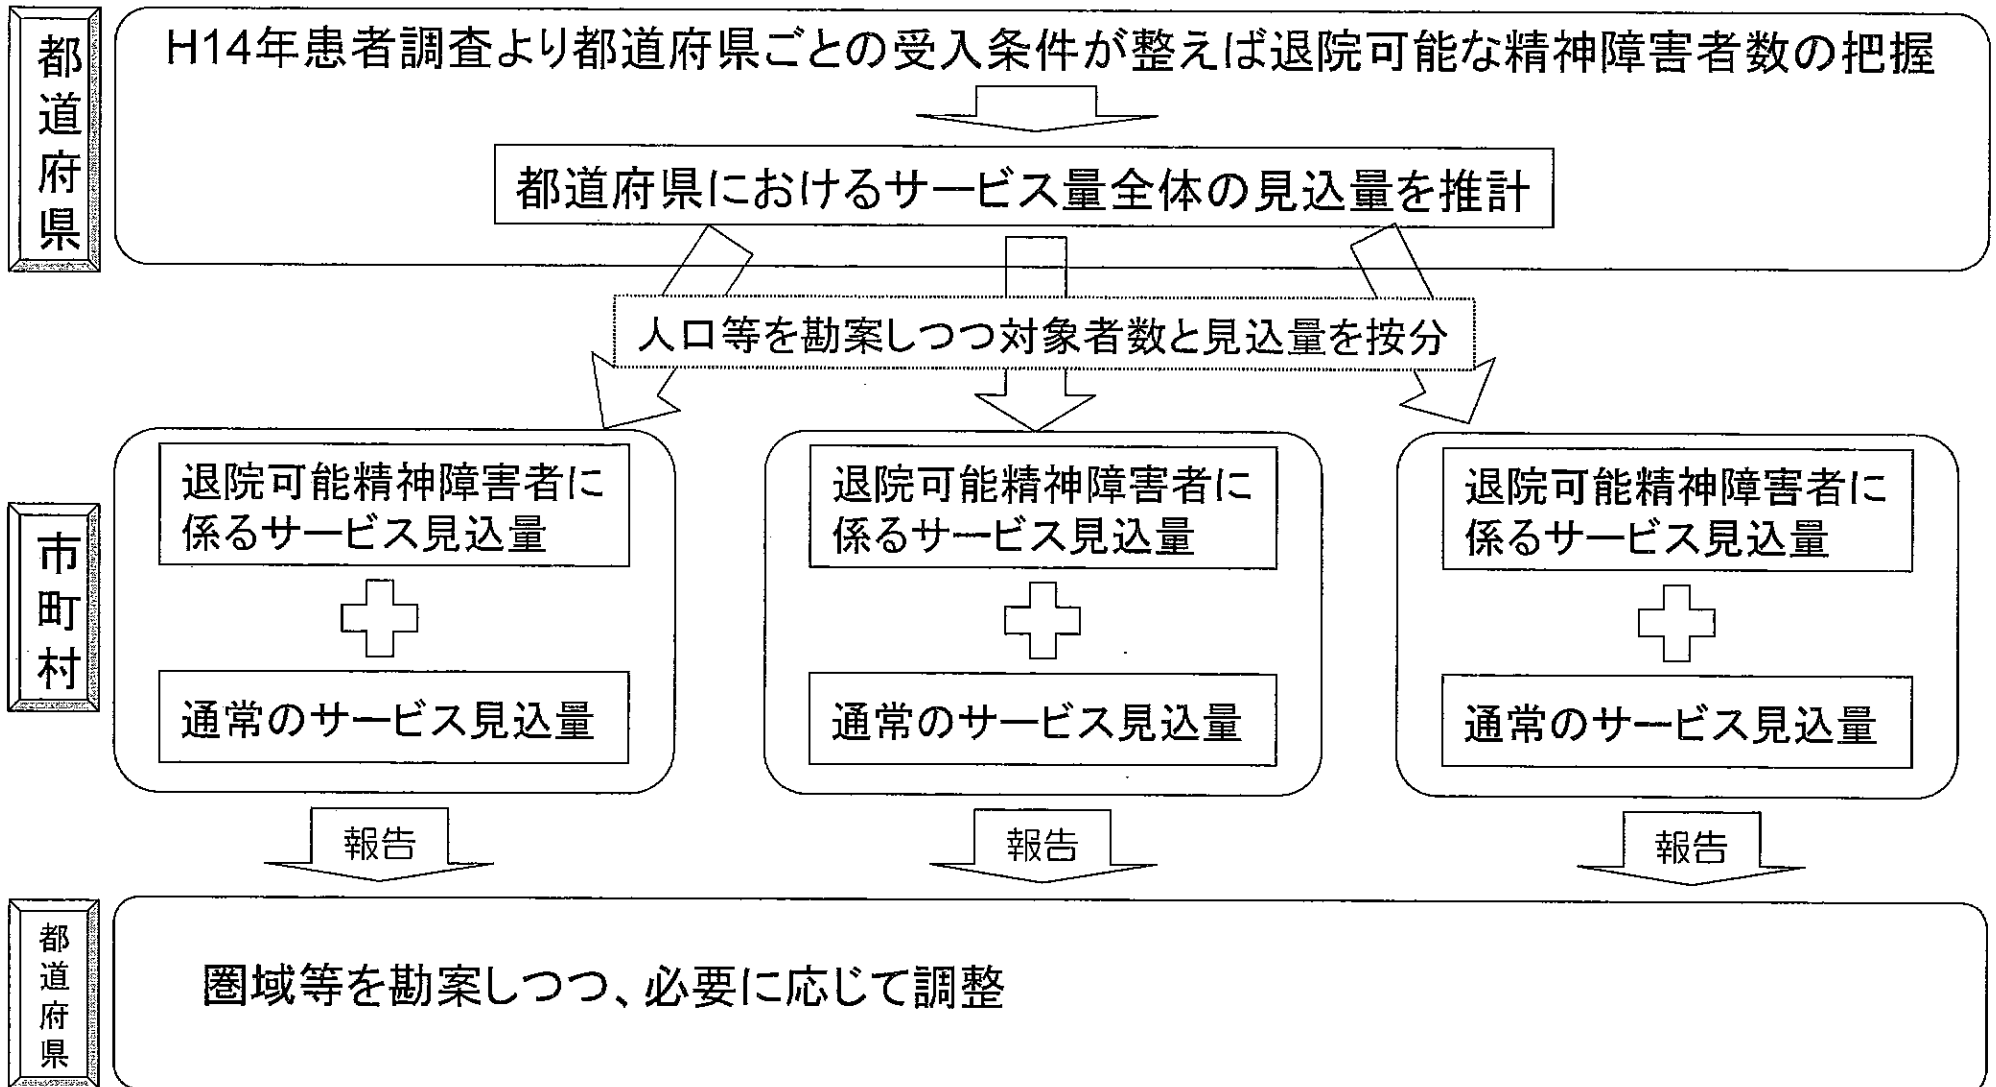 都道府県
H14年患者調査より都道府県ごとの受入条件が整えば退院可能な精神障害者数の把握
都道府県におけるサービス量全体の見込量を推計
人口等を勘案しつつ対象者数と見込量を按分
市町村
退院可能精神障害者に
係るサービス見込量
通常のサービス見込量
退院可能精神障害者に
係るサービス見込量
通常のサービス見込量
退院可能精神障害者に
係るサービス見込量
通常のサービス見込量
報告
報告
報告
都道府県
圏域等を勘案しつつ、必要に応じて調整